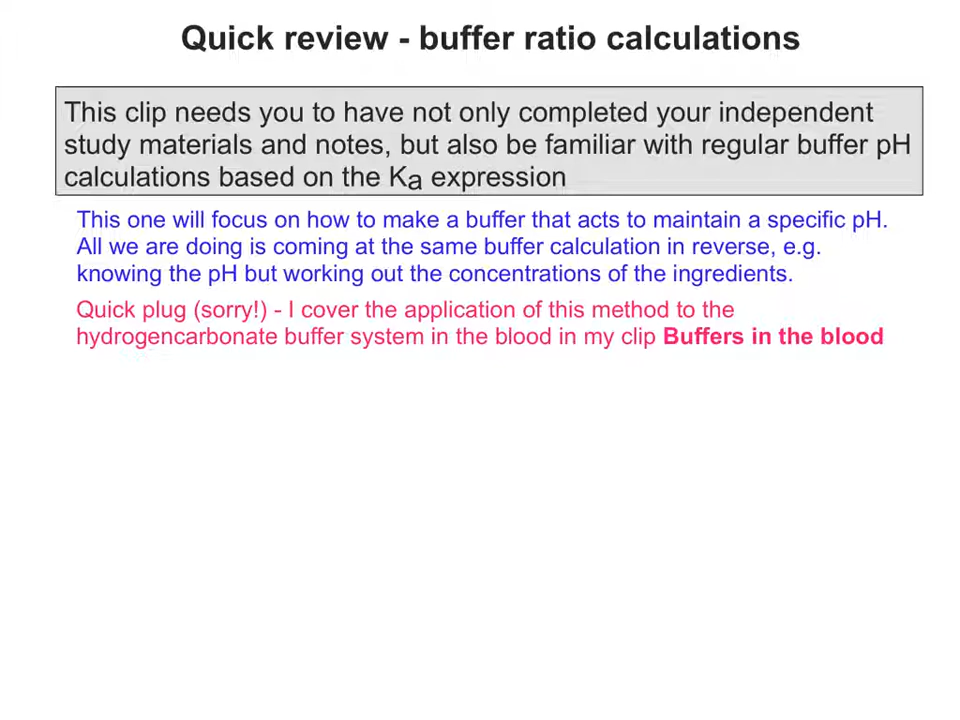 Quick review - buffer ratio calculations
This clip needs you to have not only completed your independent
study materials and notes, but also be familiar with regular buffer pH
calculations based on the Ka expression
This one will focus on how to make a buffer that acts to maintain a specific pH.
All we are doing is coming at the same buffer calculation in reverse, e.g.
knowing the pH but working out the concentrations of the ingredients.
Quick plug (sorry!) - I cover the application of this method to the
hydrogencarbonate buffer system in the blood in my clip Buffers in the blood